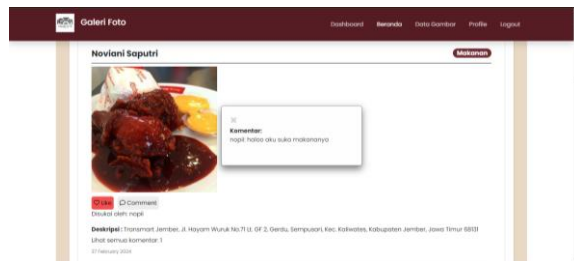 Galeri Foto
Dashboard Beranda Data Gambar Profile Logout
Noviani Saputri
Makanan
Komentar:
nopil: haloo aku suka makananya
Like Comment
Disukai oleh: nopil
Deskripsi : Transmart Jember, Jl. Hayam Wuruk No.71 Lt. GF 2, Gerdu, Sempusari, Kec. Kaliwates, Kabupaten Jember, Jawa Timur 68131
Lihat semua komentar: 1
07 February 2024